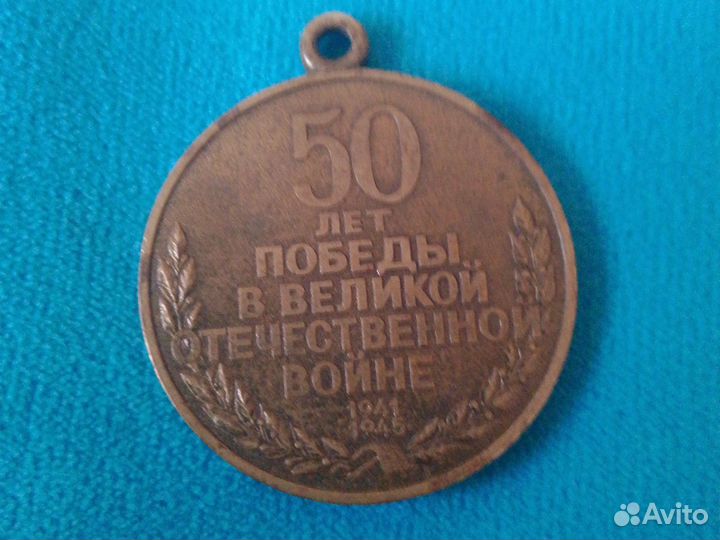 50
ЛЕТ
ПОБЕДЫ
В ВЕЛИКОЙ
ОТЕЧЕСТВЕННОЙ
ВОЙНЕ
1941
1945
Avito